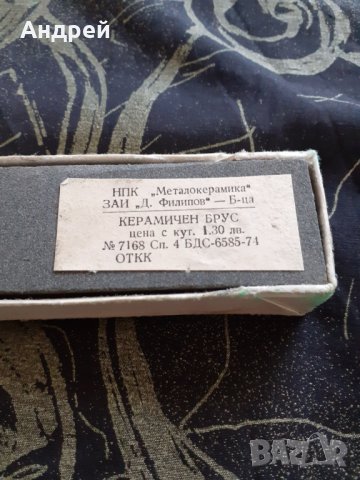 Андрей
НПК „Металокерамика“
ЗАИ „Д. Филипов“ — Б-ца
КЕРАМИЧЕН БРУС
цена с кут. 1.30 лв.
№ 7168 Сп. 4 БДС-6585-74
ОТКК
BAZAR